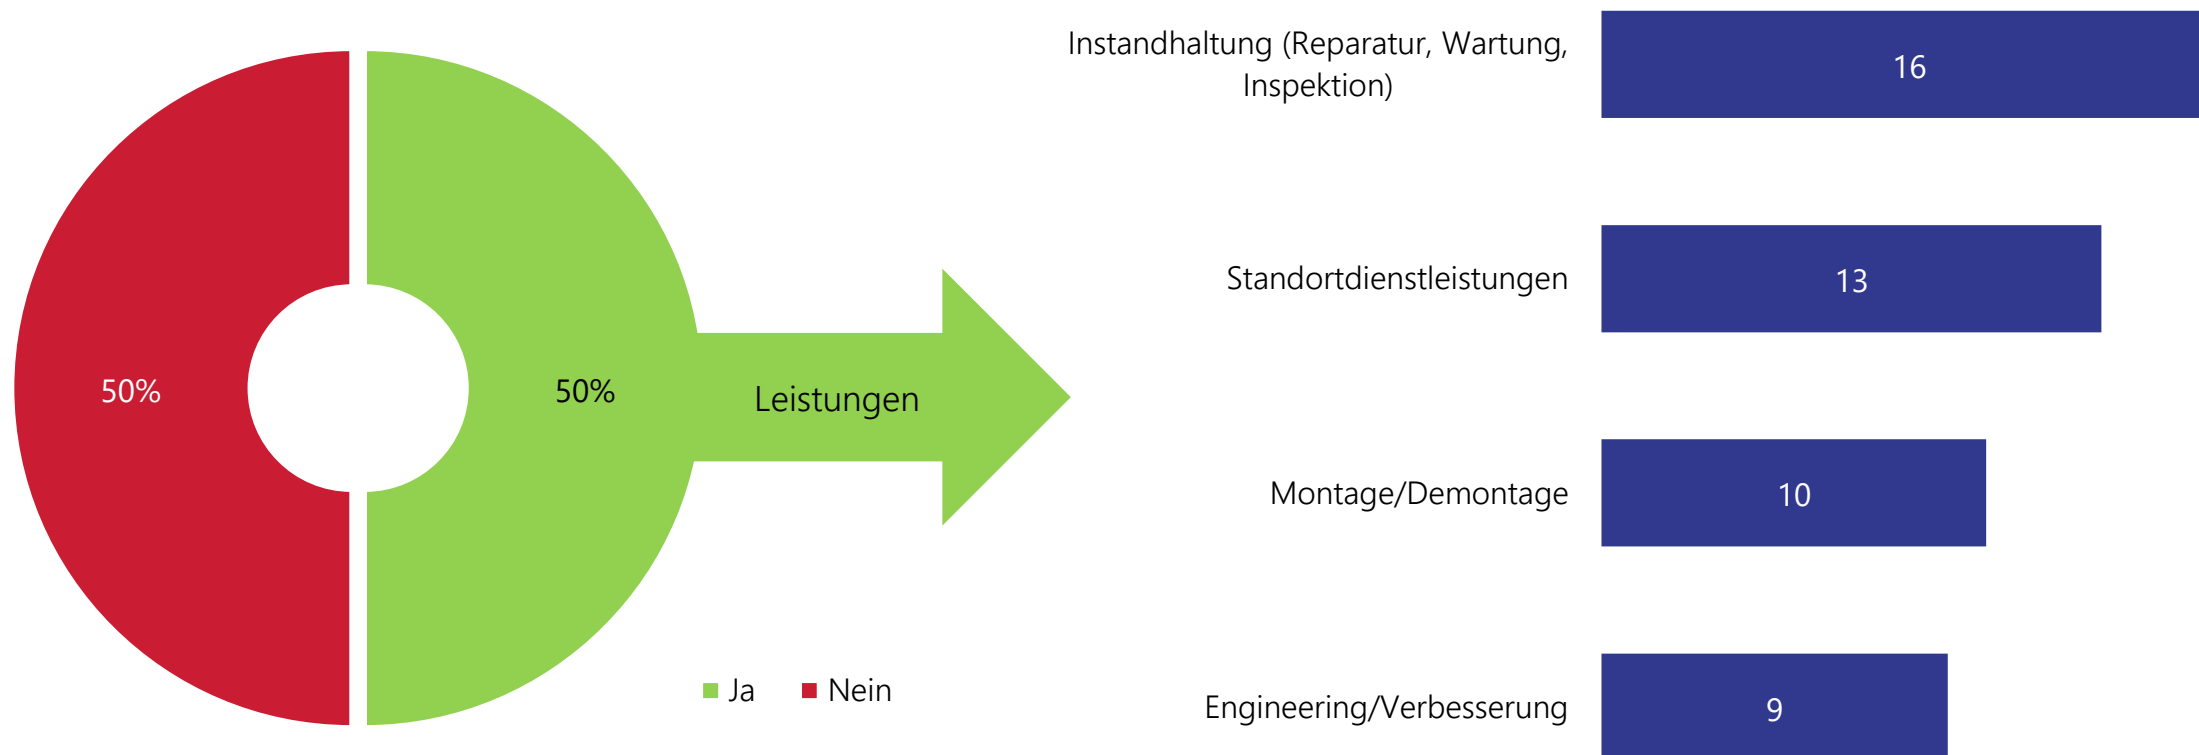 50%
50%
Leistungen
Ja
Nein
Instandhaltung (Reparatur, Wartung,
Inspektion)
16
Standortdienstleistungen
13
Montage/Demontage
10
Engineering/Verbesserung
9